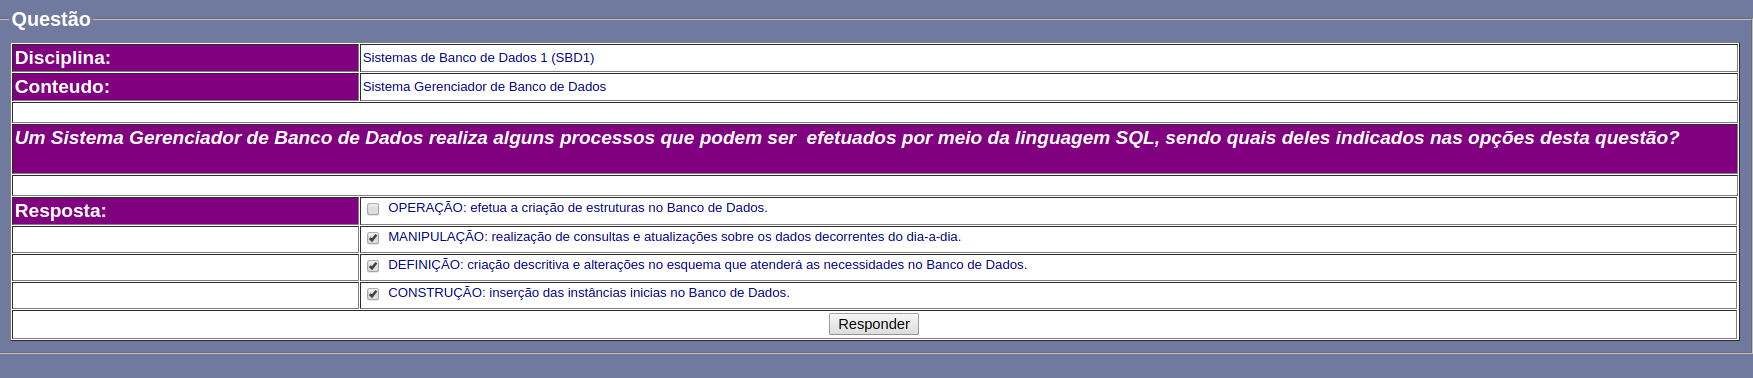 Questão
Disciplina: Sistemas de Banco de Dados 1 (SBD1)
Conteudo: Sistema Gerenciador de Banco de Dados
Um Sistema Gerenciador de Banco de Dados realiza alguns processos que podem ser  efetuados por meio da linguagem SQL, sendo quais deles indicados nas opções desta questão?
Resposta: OPERAÇÃO: efetua a criação de estruturas no Banco de Dados.
MANIPULAÇÃO: realização de consultas e atualizações sobre os dados decorrentes do dia-a-dia.
DEFINIÇÃO: criação descritiva e alterações no esquema que atenderá as necessidades no Banco de Dados.
CONSTRUÇÃO: inserção das instâncias inicias no Banco de Dados.
Responder